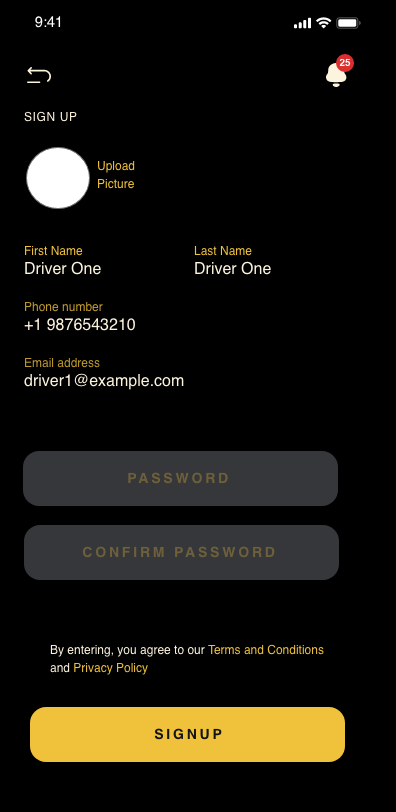 9:41
25
SIGN UP
Upload
Picture
First Name
Last Name
Driver One
Driver One
Phone number
+1 9876543210
Email address
driver1@example.com
PASSWORD
CONFIRM PASSWORD
By entering, you agree to our Terms and Conditions
and Privacy Policy
SIGNUP